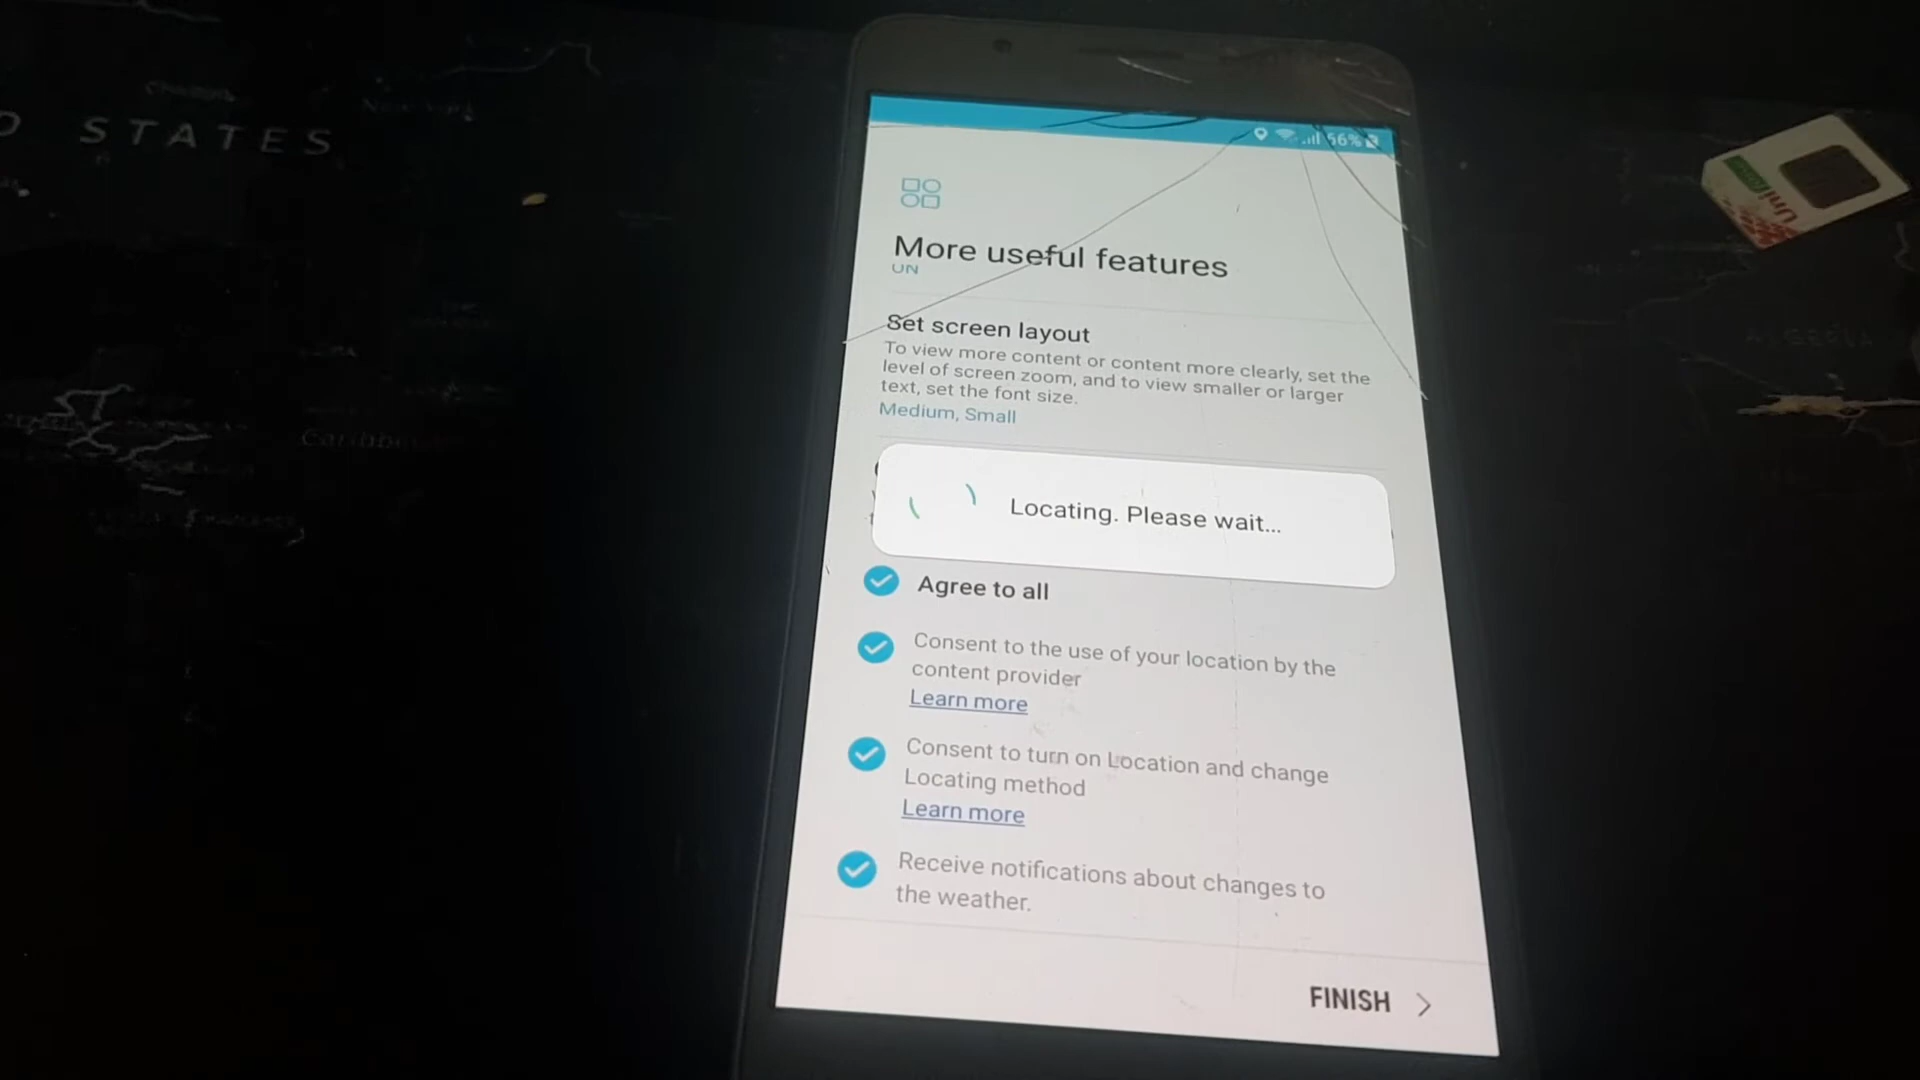 STATES
66%
More useful features
UN
Set screen layout
To view more content or content more clearly, set the
level of screen zoom, and to view smaller or larger
text, set the font size.
Medium, Small
Locating. Please wait...
Agree to all
Consent to the use of your location by the
content provider
Learn more
Consent to turn on Location and change
Locating method
Learn more
Receive notifications about changes to
the weather.
FINISH